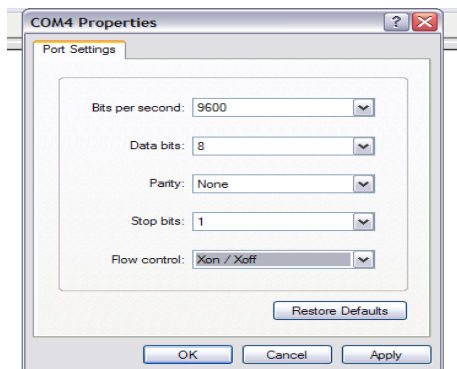 COM4 Properties
Port Settings
Bits per second: 9600
Data bits: 8
Parity: None
Stop bits: 1
Flow control: Xon / Xoff
Restore Defaults
OK Cancel Apply